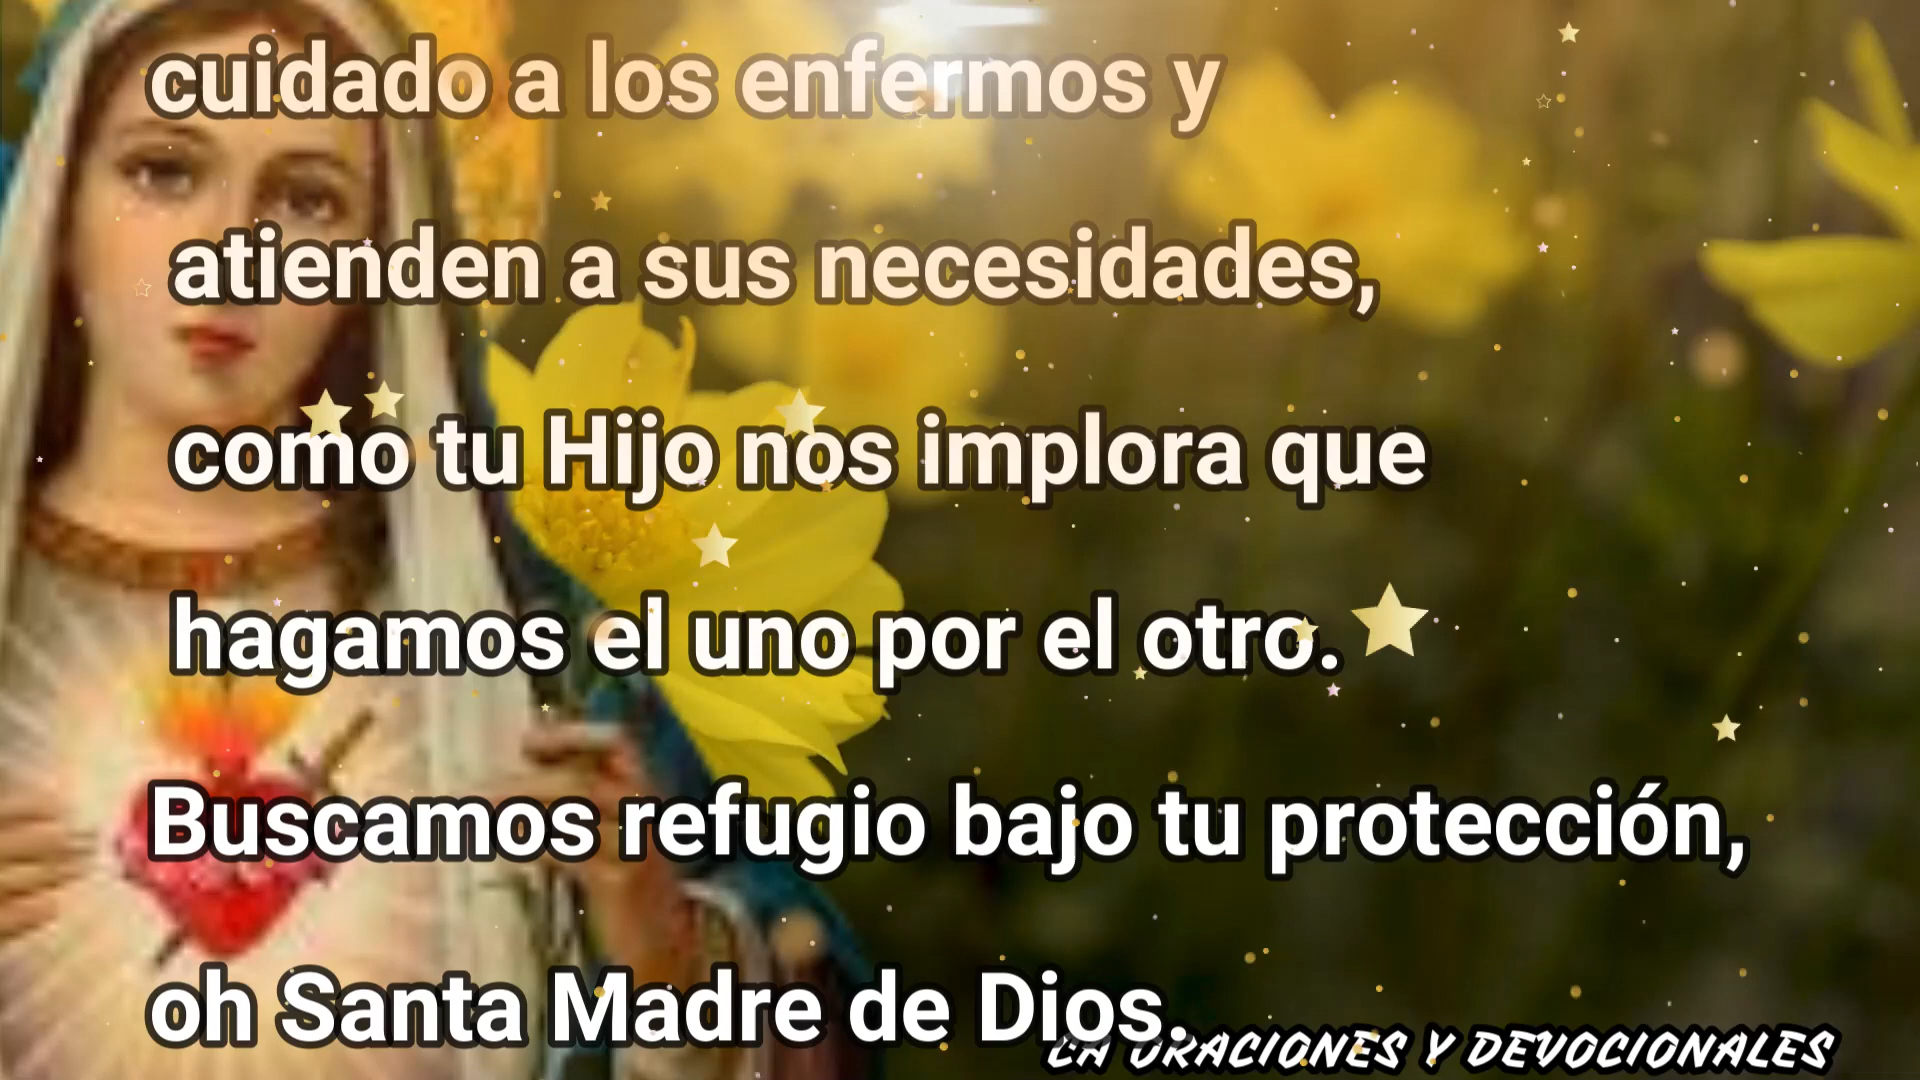 cuidado a los enfermos y
atienden a sus necesidades,
como tu Hijo nos implora que
hagamos el uno por el otro.
Buscamos refugio bajo tu protección,
oh Santa Madre de Dios.
CA ORACIONES Y DEVOCIONALES